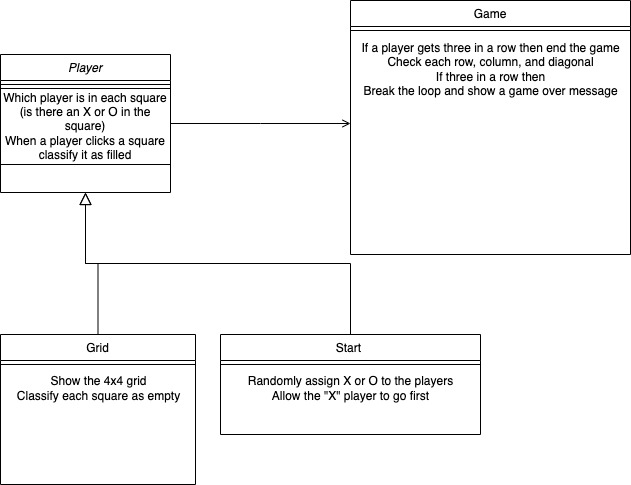 Game
If a player gets three in a row then end the game
Check each row, column, and diagonal
If three in a row then
Break the loop and show a game over message
Player
Which player is in each square
(is there an X or O in the
square)
When a player clicks a square
classify it as filled
Grid
Show the 4x4 grid
Classify each square as empty
Start
Randomly assign X or O to the players
Allow the "X" player to go first